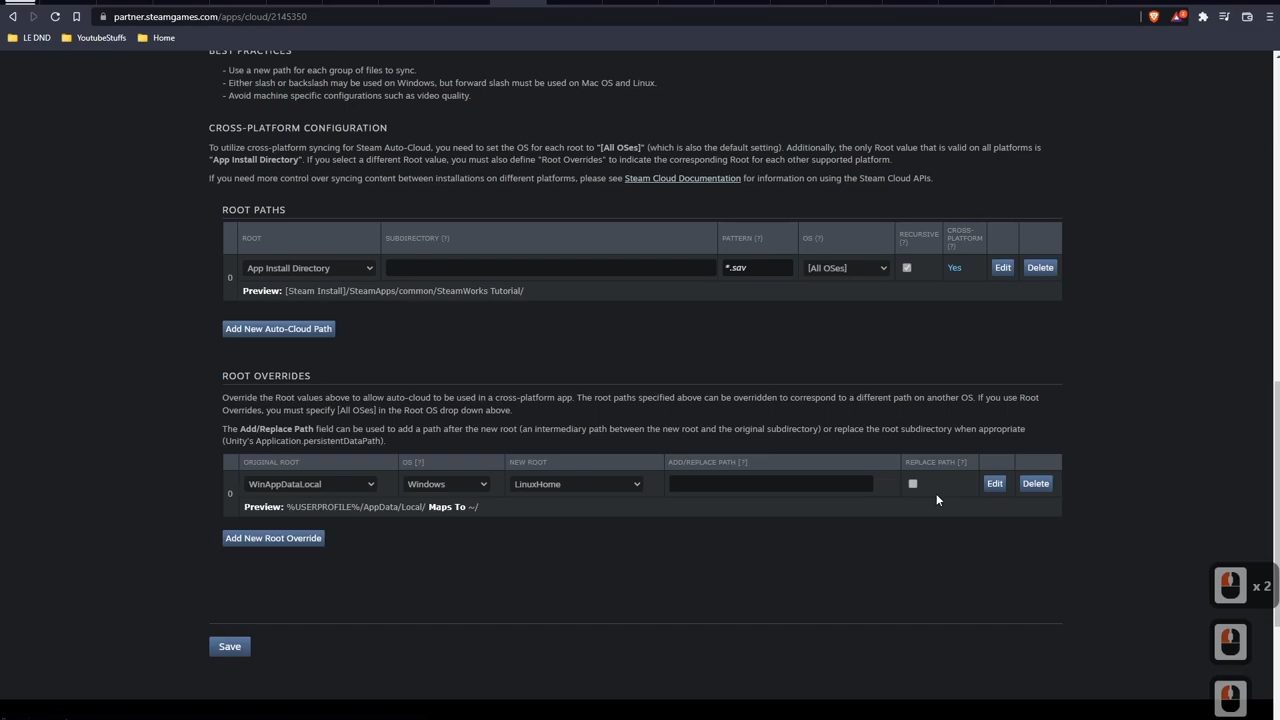 partner.steamgames.com/apps/cloud/2145350
LE DND
YoutubeStuffs
Home
BEST PRACTICES
- Use a new path for each group of files to sync.
- Either slash or backslash may be used on Windows, but forward slash must be used on Mac OS and Linux.
- Avoid machine specific configurations such as video quality.
CROSS-PLATFORM CONFIGURATION
To utilize cross-platform syncing for Steam Auto-Cloud, you need to set the OS for each root to "[All OSes]" (which is also the default setting). Additionally, the only Root value that is valid on all platforms is
"App Install Directory". If you select a different Root value, you must also define "Root Overrides" to indicate the corresponding Root for each other supported platform.
If you need more control over syncing content between installations on different platforms, please see Steam Cloud Documentation for information on using the Steam Cloud APIs.
ROOT PATHS
ROOT SUBDIRECTORY [?] PATTERN [?] OS [?] RECURSIVE [?] CROSS-PLATFORM [?]
0 App Install Directory *.sav [All OSes] Yes Edit Delete
Preview: [Steam Install]/SteamApps/common/SteamWorks Tutorial/
Add New Auto-Cloud Path
ROOT OVERRIDES
Override the Root values above to allow auto-cloud to be used in a cross-platform app. The root paths specified above can be overridden to correspond to a different path on another OS. If you use Root
Overrides, you must specify [All OSes] in the Root OS drop down above.
The Add/Replace Path field can be used to add a path after the new root (an intermediary path between the new root and the original subdirectory) or replace the root subdirectory when appropriate
(Unity's Application.persistentDataPath).
ORIGINAL ROOT OS [?] NEW ROOT ADD/REPLACE PATH [?] REPLACE PATH [?]
0 WinAppDataLocal Windows LinuxHome Edit Delete
Preview: %USERPROFILE%/AppData/Local/ Maps To ~/
Add New Root Override
Save
x 2